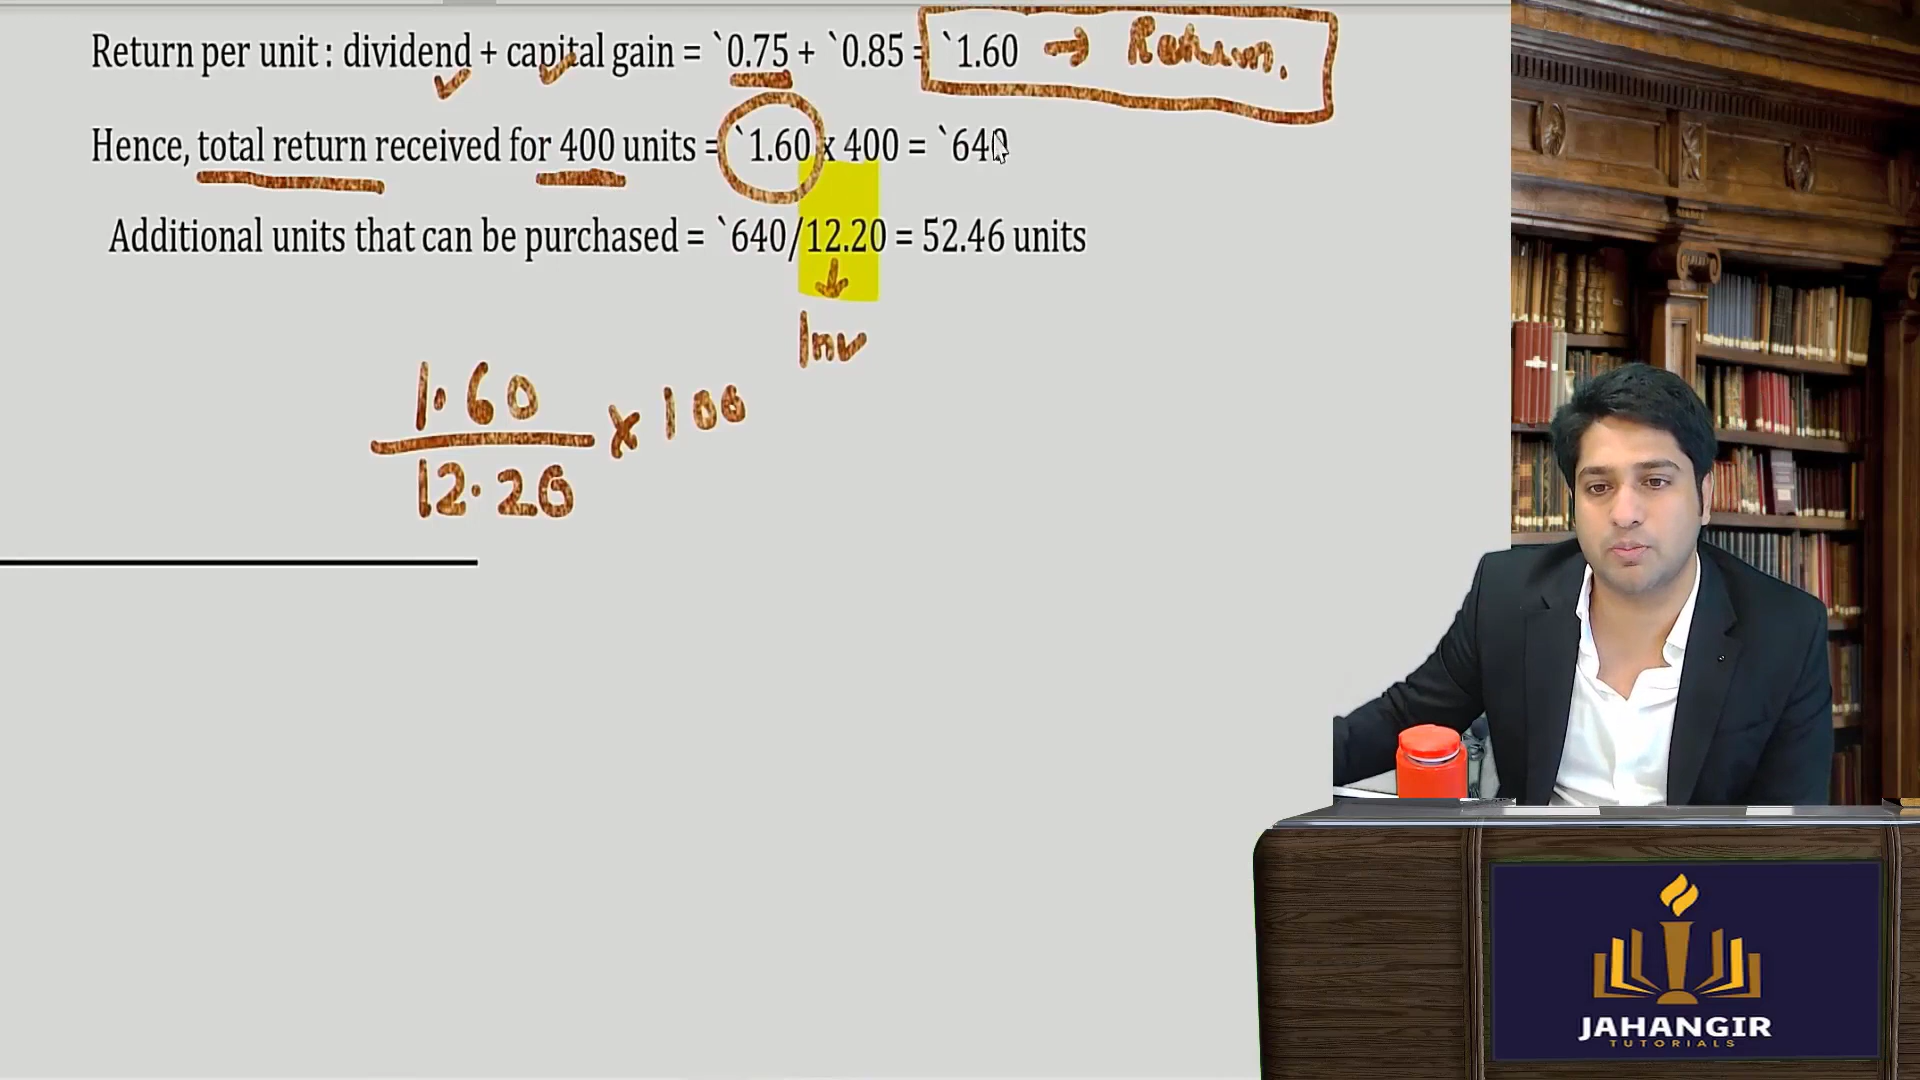 Return per unit : dividend + capital gain = `0.75 + `0.85 = `1.60 → Return.
Hence, total return received for 400 units = `1.60 x 400 = `640
Additional units that can be purchased = `640/12.20 = 52.46 units
↓
Inv
1.60
x 100
12.20
JAHANGIR
TUTORIALS